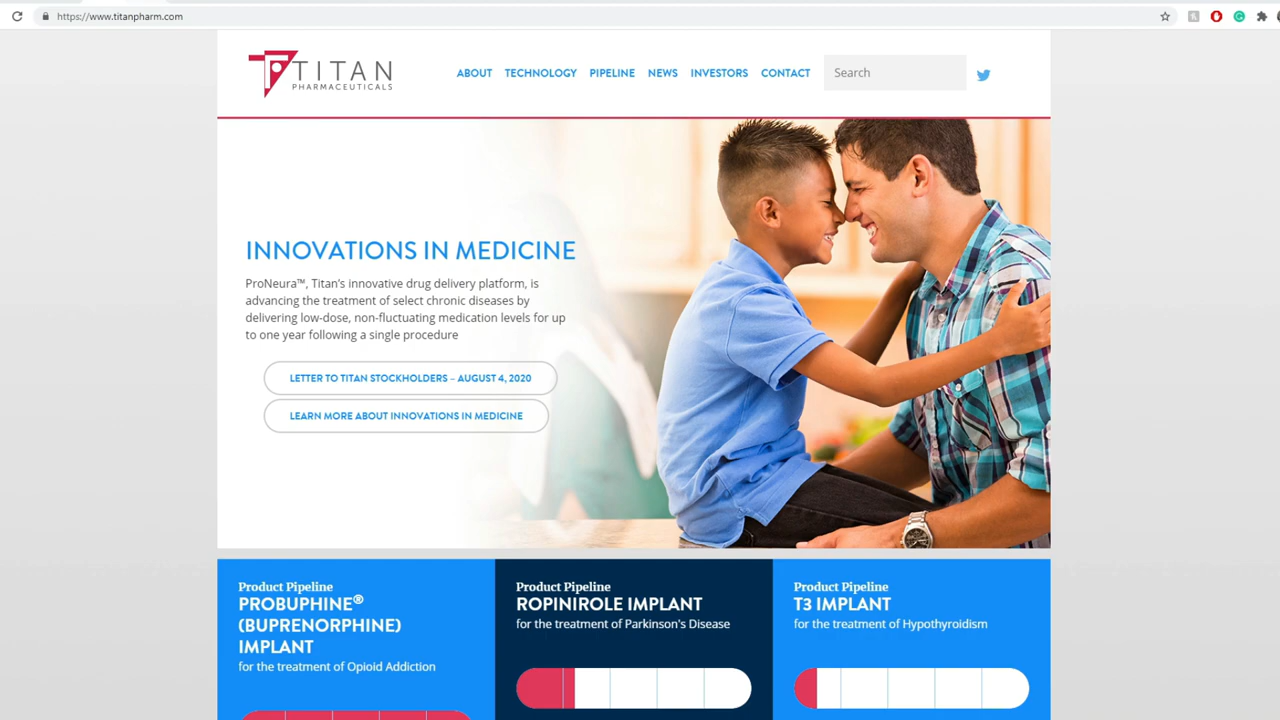 https://www.titanpharm.com
TITAN
PHARMACEUTICALS
ABOUT TECHNOLOGY PIPELINE NEWS INVESTORS CONTACT Search
INNOVATIONS IN MEDICINE
ProNeura™, Titan's innovative drug delivery platform, is
advancing the treatment of select chronic diseases by
delivering low-dose, non-fluctuating medication levels for up
to one year following a single procedure
LETTER TO TITAN STOCKHOLDERS – AUGUST 4, 2020
LEARN MORE ABOUT INNOVATIONS IN MEDICINE
Product Pipeline
PROBUPHINE®
(BUPRENORPHINE)
IMPLANT
for the treatment of Opioid Addiction
Product Pipeline
ROPINIROLE IMPLANT
for the treatment of Parkinson's Disease
Product Pipeline
T3 IMPLANT
for the treatment of Hypothyroidism